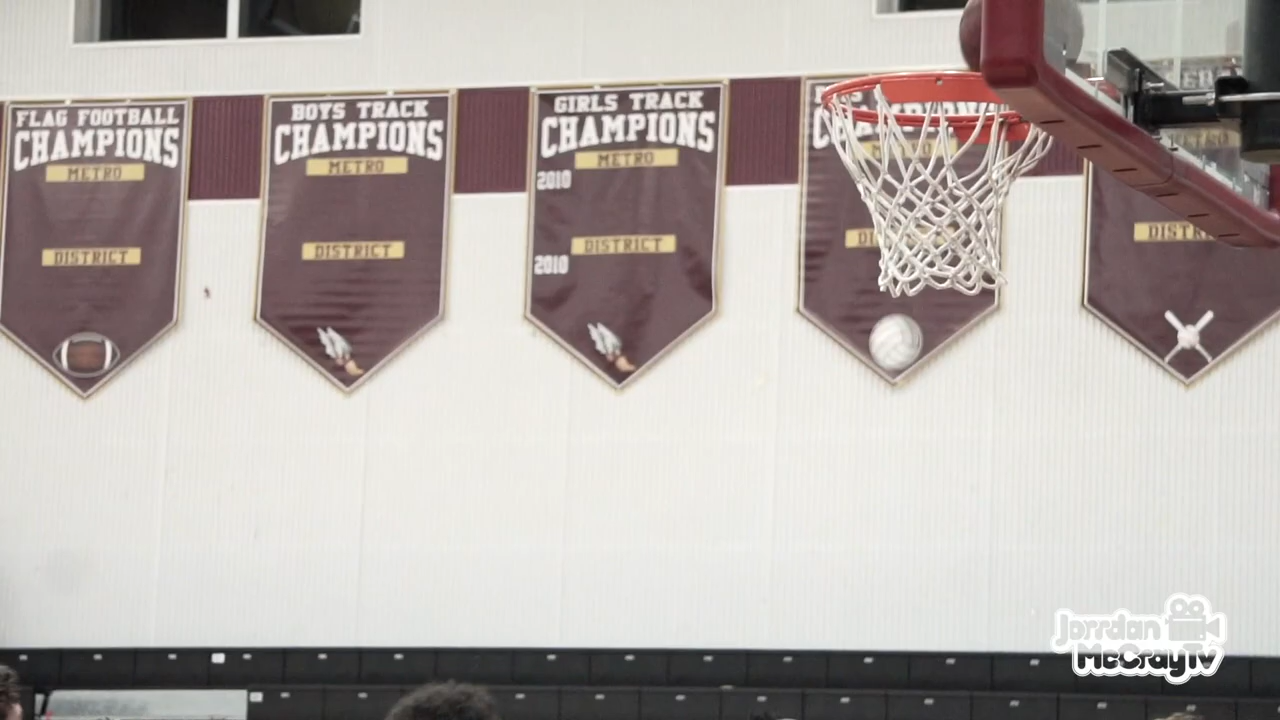 FLAG FOOTBALL
CHAMPIONS
METRO
DISTRICT
BOYS TRACK
CHAMPIONS
METRO
DISTRICT
GIRLS TRACK
CHAMPIONS
METRO
2010
DISTRICT
2010
CHAMPIONS
Jorrdan
McCrayTV